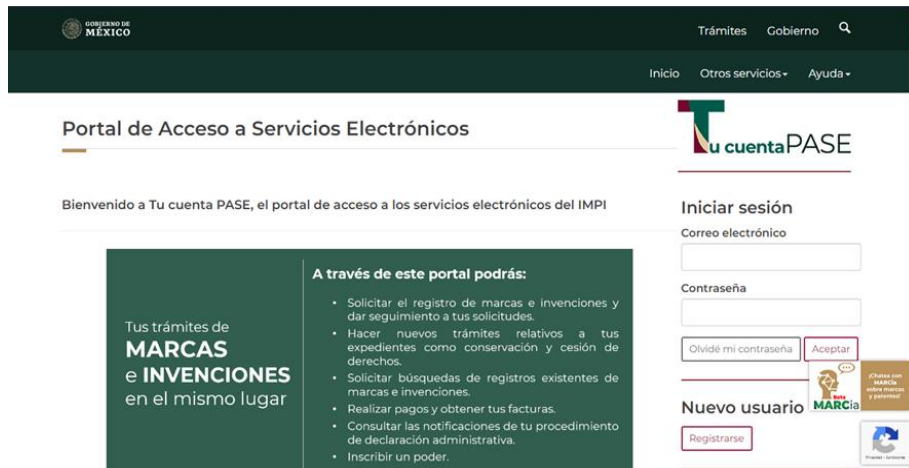 GOBIERNO DE
MÉXICO
Trámites Gobierno
Inicio Otros servicios Ayuda
Portal de Acceso a Servicios Electrónicos
Tu cuentaPASE
Bienvenido a Tu cuenta PASE, el portal de acceso a los servicios electrónicos del IMPI
Tus trámites de
MARCAS
e INVENCIONES
en el mismo lugar
A través de este portal podrás:
• Solicitar el registro de marcas e invenciones y
dar seguimiento a tus solicitudes.
• Hacer nuevos trámites relativos a tus
expedientes como conservación y cesión de
derechos.
• Solicitar búsquedas de registros existentes de
marcas e invenciones.
• Realizar pagos y obtener tus facturas.
• Consultar las notificaciones de tu procedimiento
de declaración administrativa.
• Inscribir un poder.
Iniciar sesión
Correo electrónico
Contraseña
Olvidé mi contraseña Aceptar
Beta
MARCia
¡Chatea con
MARCia
sobre marcas
y patentes!
Nuevo usuario
Registrarse